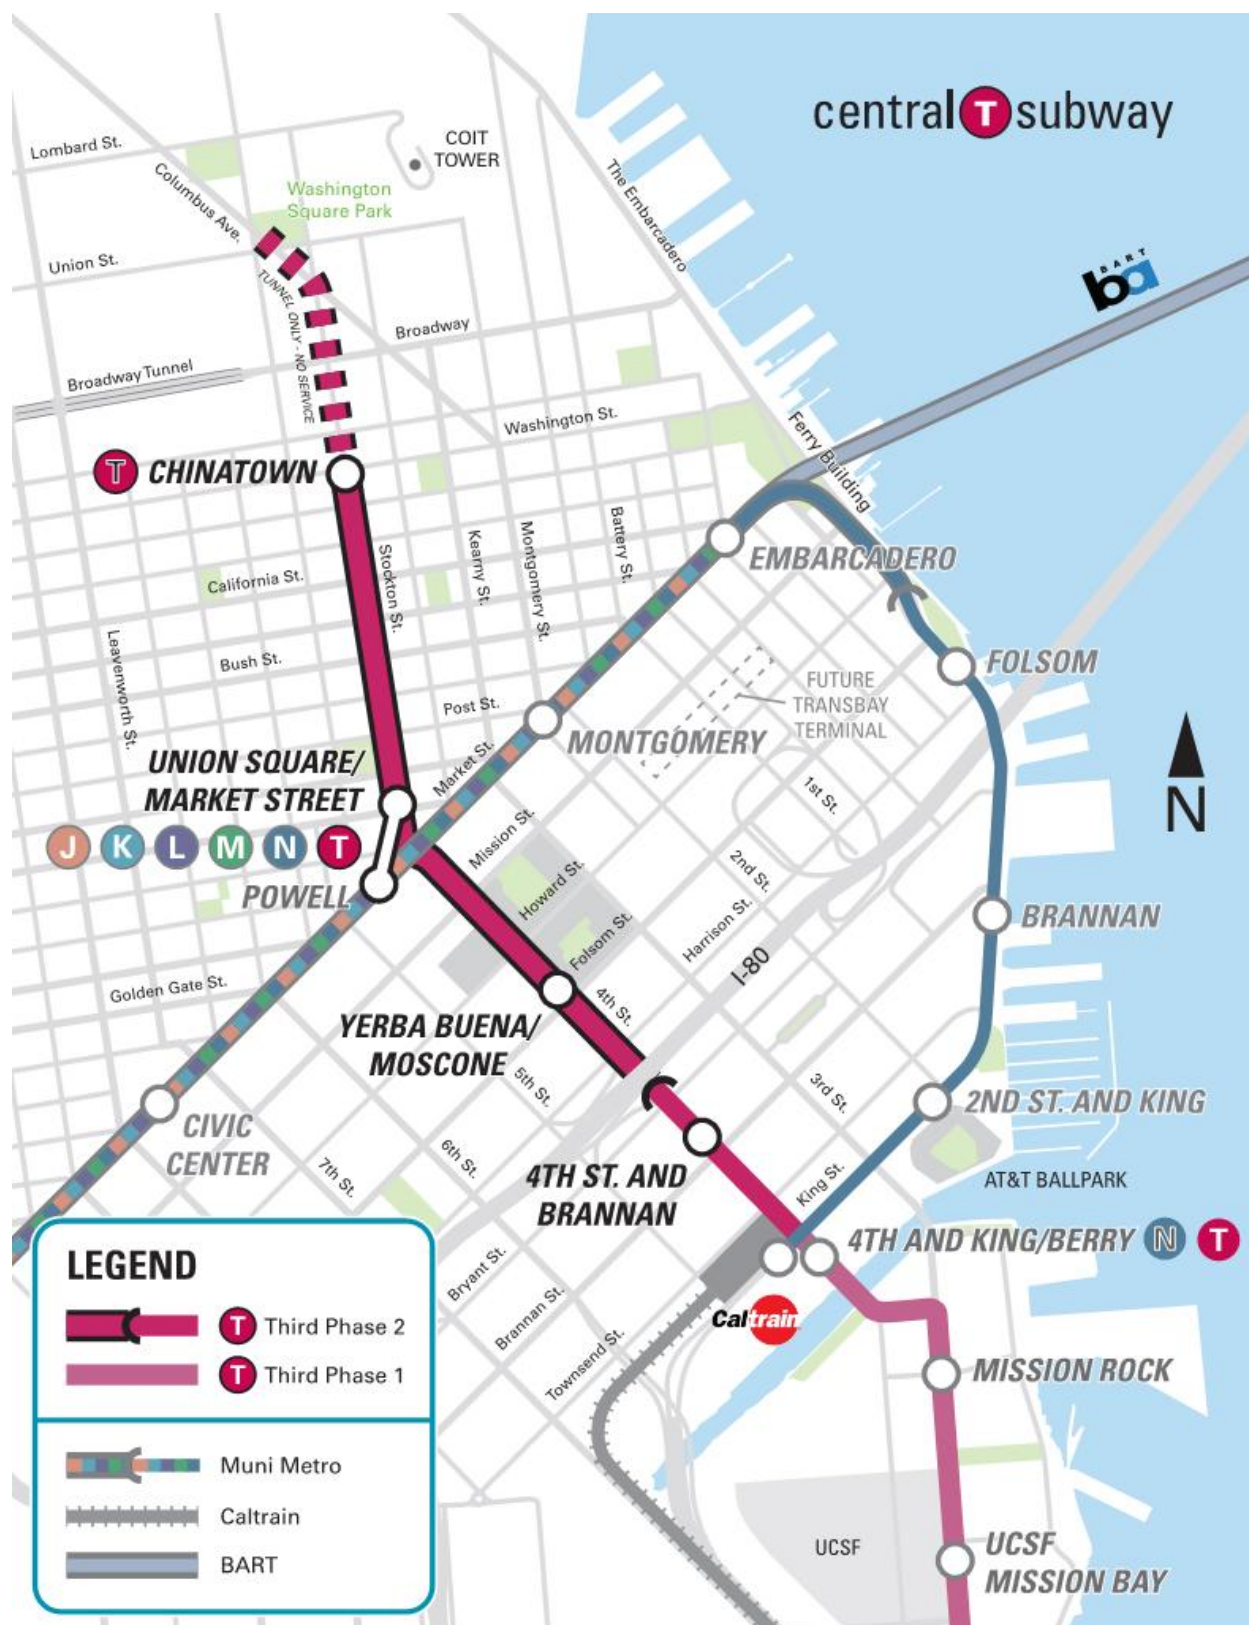 central T subway
COIT
TOWER
Lombard St.
Columbus Ave.
Washington
Square Park
The Embarcadero
Union St.
TUNNEL ONLY - NO SERVICE
BART
ba
Broadway
Broadway Tunnel
Washington St.
Ferry Building
T CHINATOWN
Stockton St.
Kearny St.
Montgomery St.
Battery St.
EMBARCADERO
California St.
Leavenworth St.
Bush St.
FOLSOM
FUTURE
TRANSBAY
TERMINAL
Post St.
MONTGOMERY
Market St.
UNION SQUARE/
MARKET STREET
J K L M N T
POWELL
N
1st St.
Mission St.
2nd St.
Howard St.
Harrison St.
Folsom St.
I-80
BRANNAN
Golden Gate St.
4th St.
YERBA BUENA/
MOSCONE
5th St.
3rd St.
2ND ST. AND KING
CIVIC
CENTER
6th St.
7th St.
4TH ST. AND
BRANNAN
King St.
AT&T BALLPARK
4TH AND KING/BERRY N T
Bryant St.
Brannan St.
Townsend St.
Caltrain
MISSION ROCK
UCSF
UCSF
MISSION BAY
LEGEND
T Third Phase 2
T Third Phase 1
Muni Metro
Caltrain
BART